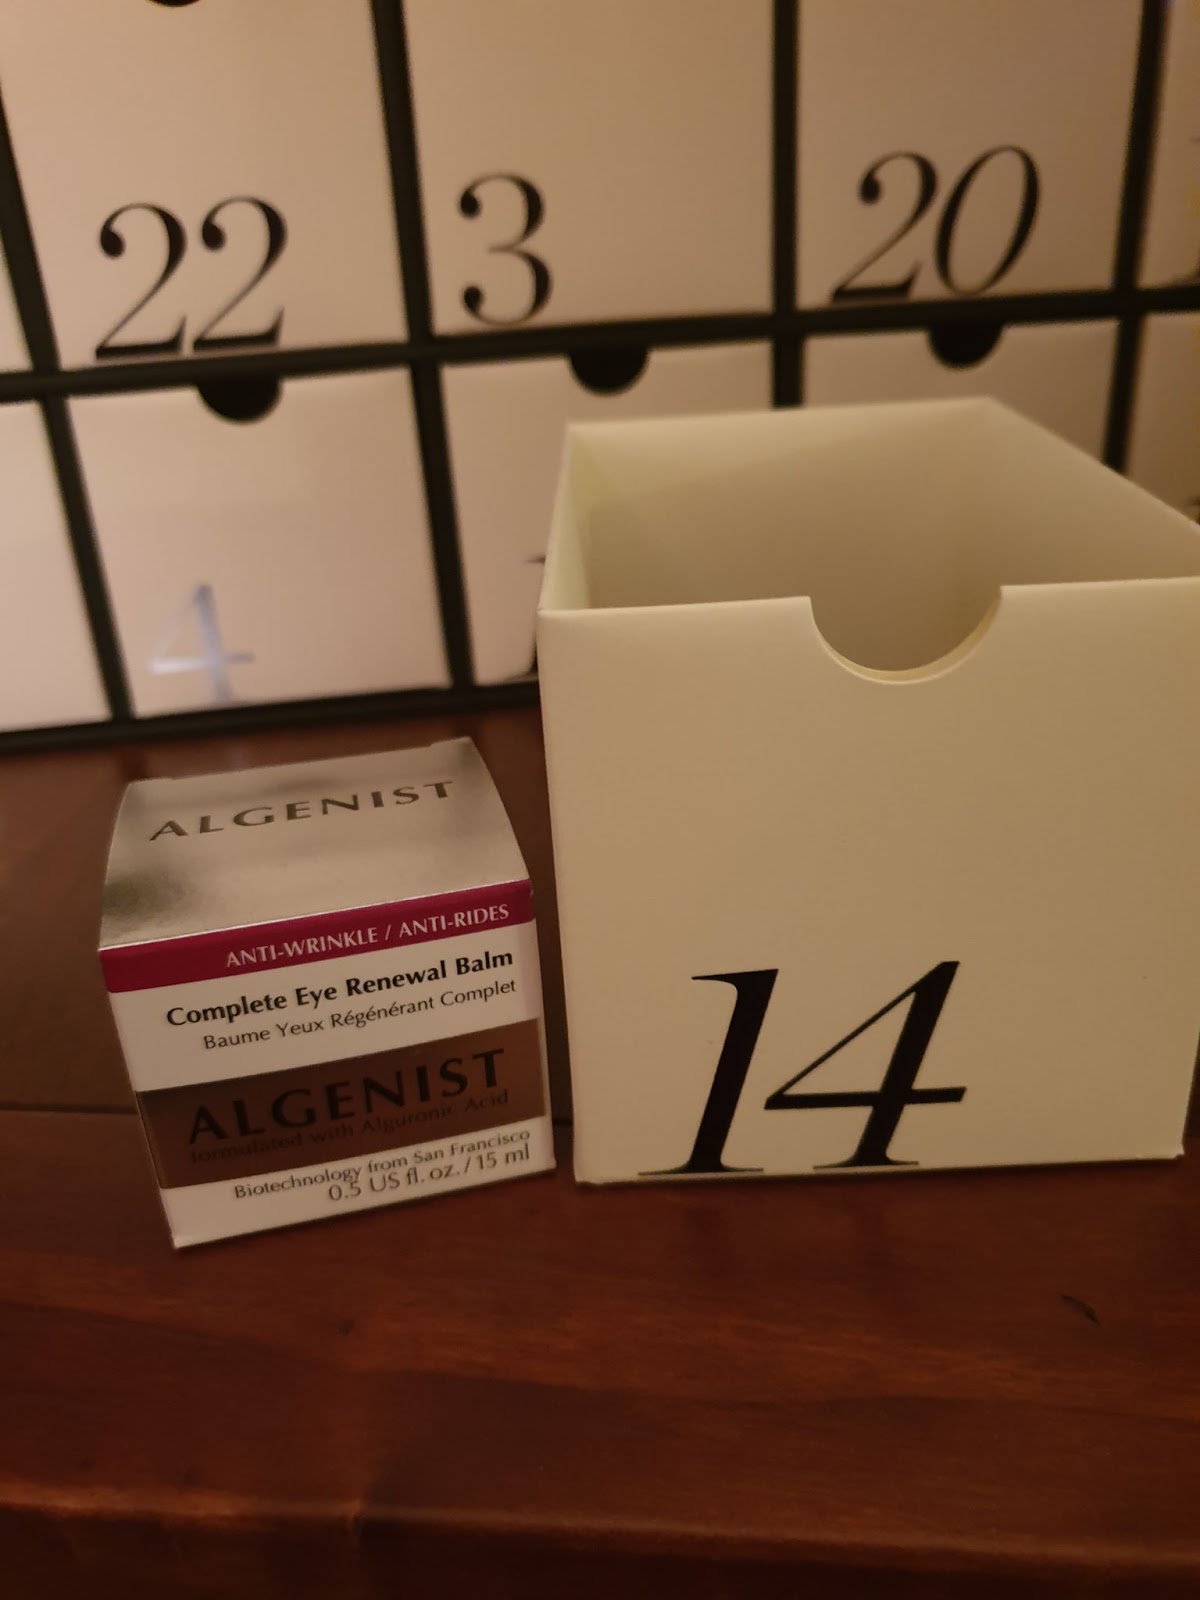 22
3
20
4
ALGENIST
ANTI-WRINKLE / ANTI-RIDES
Complete Eye Renewal Balm
Baume Yeux Régénérant Complet
ALGENIST
formulated with Alguronic Acid
Biotechnology from San Francisco
0.5 US fl. oz. / 15 ml
14